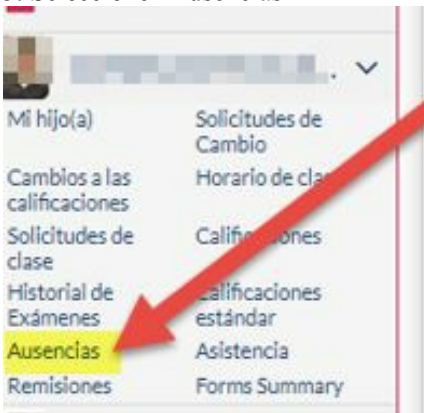 Mi hijo(a) Solicitudes de
Cambio
Cambios a las Horario de clase
calificaciones
Solicitudes de Calificaciones
clase
Historial de Calificaciones
Exámenes estándar
Ausencias Asistencia
Remisiones Forms Summary